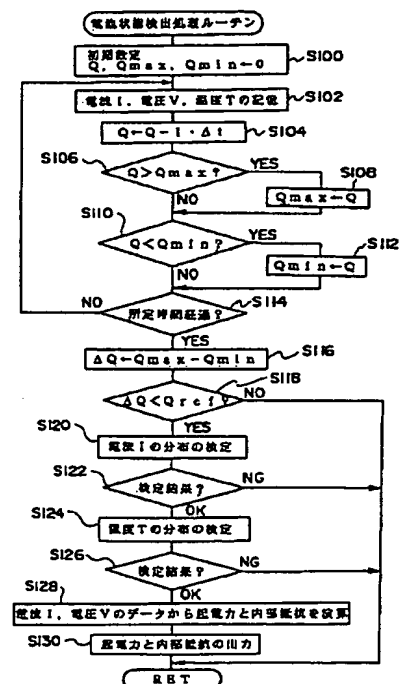 電池状態検出処理ルーチン
初期設定
Q, Qmax, Qmin←0
S100
電流I, 電圧V, 温度Tの記憶
S102
Q←Q−I・Δt
S104
S106
Q>Qmax?
YES
S108
Qmax←Q
NO
S110
Q<Qmin?
YES
S112
Qmin←Q
NO
NO
所定時間経過?
S114
YES
ΔQ←Qmax−Qmin
S116
S118
ΔQ<Qref?
NO
YES
S120
電流Iの分布の検定
S122
検定結果?
NG
OK
S124
温度Tの分布の検定
S126
検定結果?
NG
OK
S128
電流I, 電圧Vのデータから起電力と内部抵抗を演算
S130
起電力と内部抵抗の出力
RET